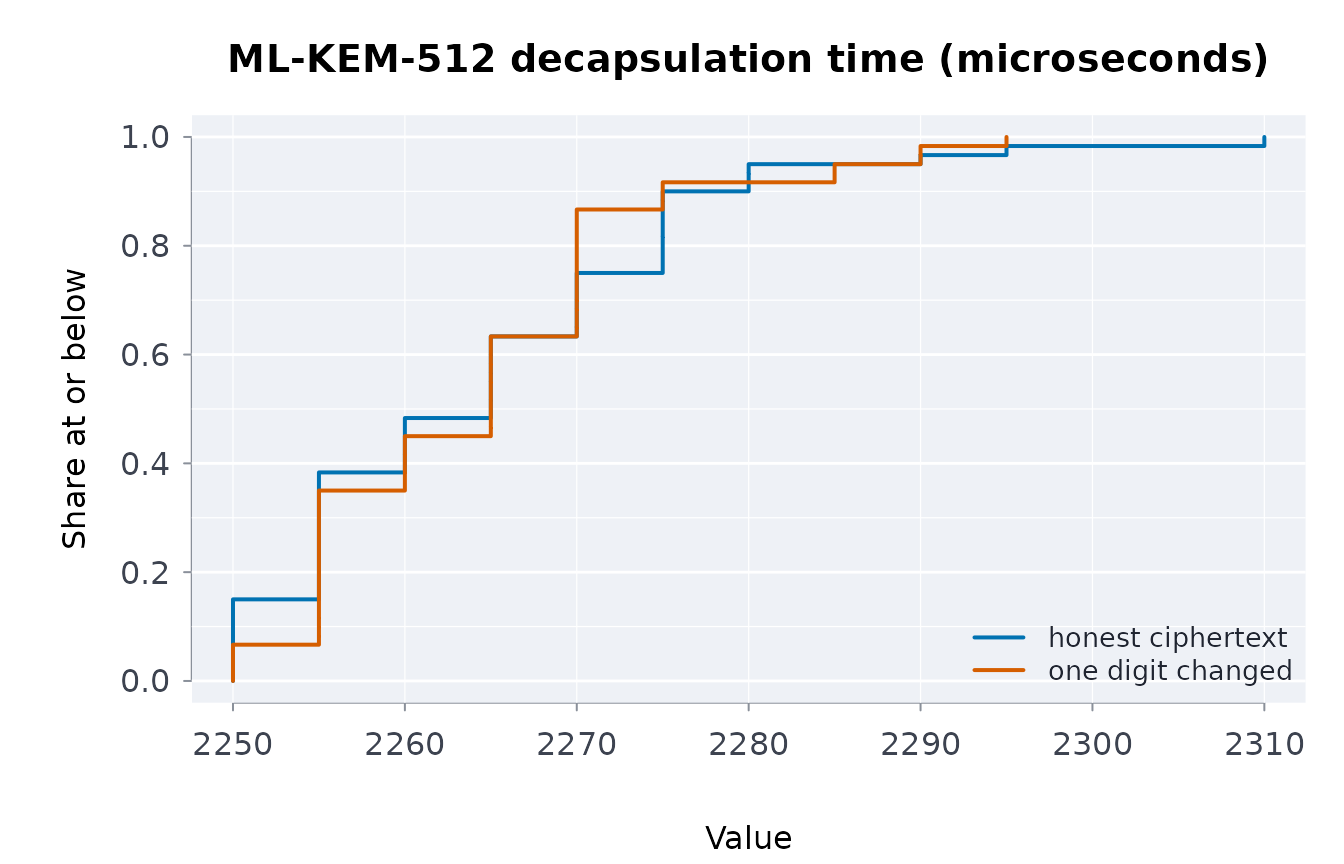 ML-KEM-512 decapsulation time (microseconds)
1.0
0.8
0.6
0.4
0.2
0.0
Share at or below
honest ciphertext
one digit changed
2250 2260 2270 2280 2290 2300 2310
Value